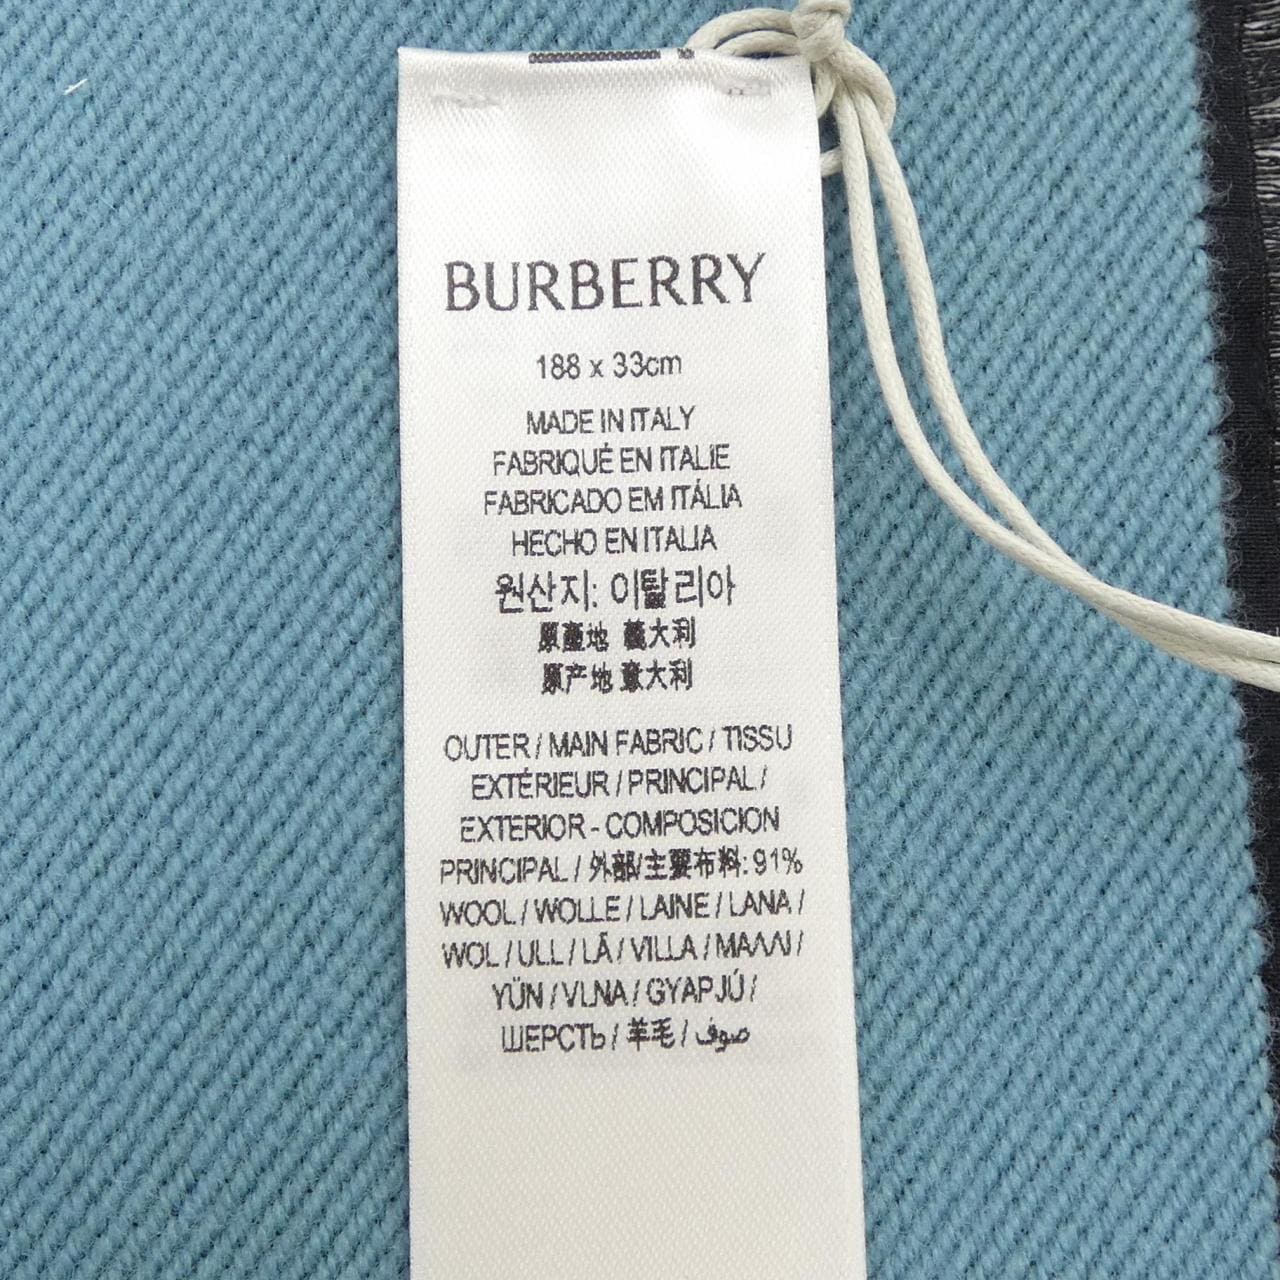 BURBERRY
188 x 33cm
MADE IN ITALY
FABRIQUÉ EN ITALIE
FABRICADO EM ITÁLIA
HECHO EN ITALIA
원산지: 이탈리아
原產地 義大利
原产地 意大利
OUTER / MAIN FABRIC / TISSU
EXTÉRIEUR / PRINCIPAL /
EXTERIOR - COMPOSICION
PRINCIPAL / 外部/主要布料: 91%
WOOL / WOLLE / LAINE / LANA /
WOL / ULL / LÃ / VILLA / ΜΑΛΛΙ /
YÜN / VLNA / GYAPJÚ /
ШЕРСТЬ / 羊毛 / صوف